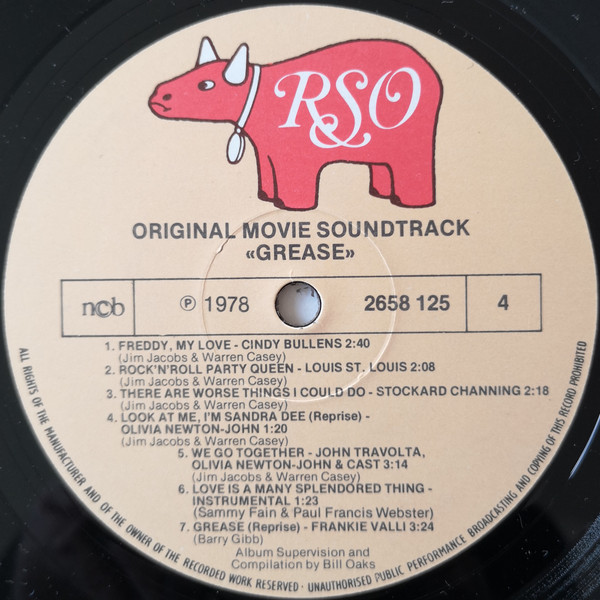 RSO
ORIGINAL MOVIE SOUNDTRACK
«GREASE»
ncb
℗ 1978
2658 125
4
1. FREDDY, MY LOVE - CINDY BULLENS 2:40
(Jim Jacobs & Warren Casey)
2. ROCK'N'ROLL PARTY QUEEN - LOUIS ST. LOUIS 2:08
(Jim Jacobs & Warren Casey)
3. THERE ARE WORSE THINGS I COULD DO - STOCKARD CHANNING 2:18
(Jim Jacobs & Warren Casey)
4. LOOK AT ME, I'M SANDRA DEE (Reprise) -
OLIVIA NEWTON-JOHN 1:20
(Jim Jacobs & Warren Casey)
5. WE GO TOGETHER - JOHN TRAVOLTA,
OLIVIA NEWTON-JOHN & CAST 3:14
(Jim Jacobs & Warren Casey)
6. LOVE IS A MANY SPLENDORED THING -
INSTRUMENTAL 1:23
(Sammy Fain & Paul Francis Webster)
7. GREASE (Reprise) - FRANKIE VALLI 3:24
(Barry Gibb)
Album Supervision and
Compilation by Bill Oaks
ALL RIGHTS OF THE MANUFACTURER AND OF THE OWNER OF THE RECORDED WORK RESERVED · UNAUTHORISED PUBLIC PERFORMANCE BROADCASTING AND COPYING OF THIS RECORD PROHIBITED